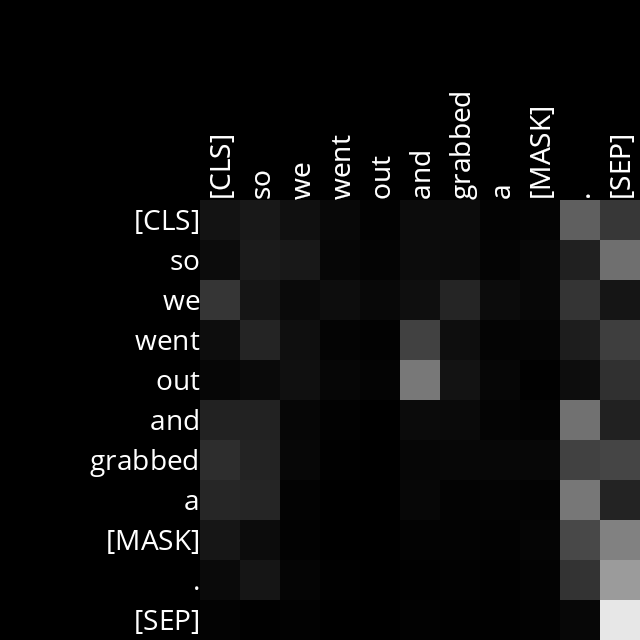 [CLS] so we went out and grabbed a [MASK] . [SEP]
[CLS]
so
we
went
out
and
grabbed
a
[MASK]
.
[SEP]